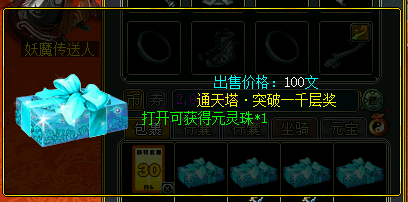 妖魔传送人
出售价格：100文
通天塔·突破一千层奖
打开可获得元灵珠*1
包裹
锦囊
坐骑
元宝
30